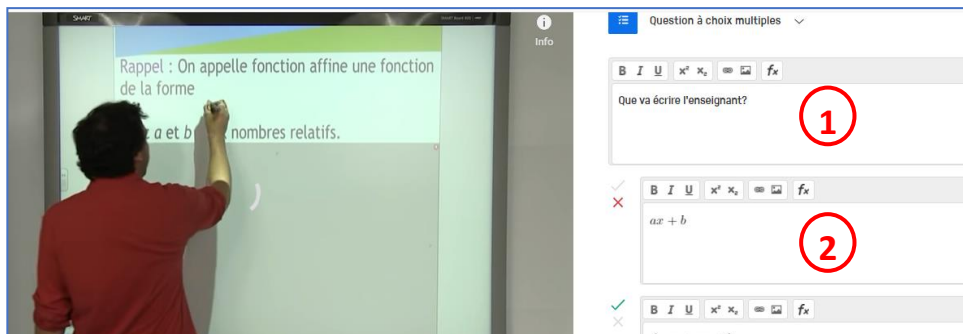 SMART
Info
Rappel : On appelle fonction affine une fonction
de la forme
a et b nombres relatifs.
Question à choix multiples
B I U x² x₂ fx
Que va écrire l'enseignant?
1
B I U x² x₂ fx
ax + b
2
B I U x² x₂ fx